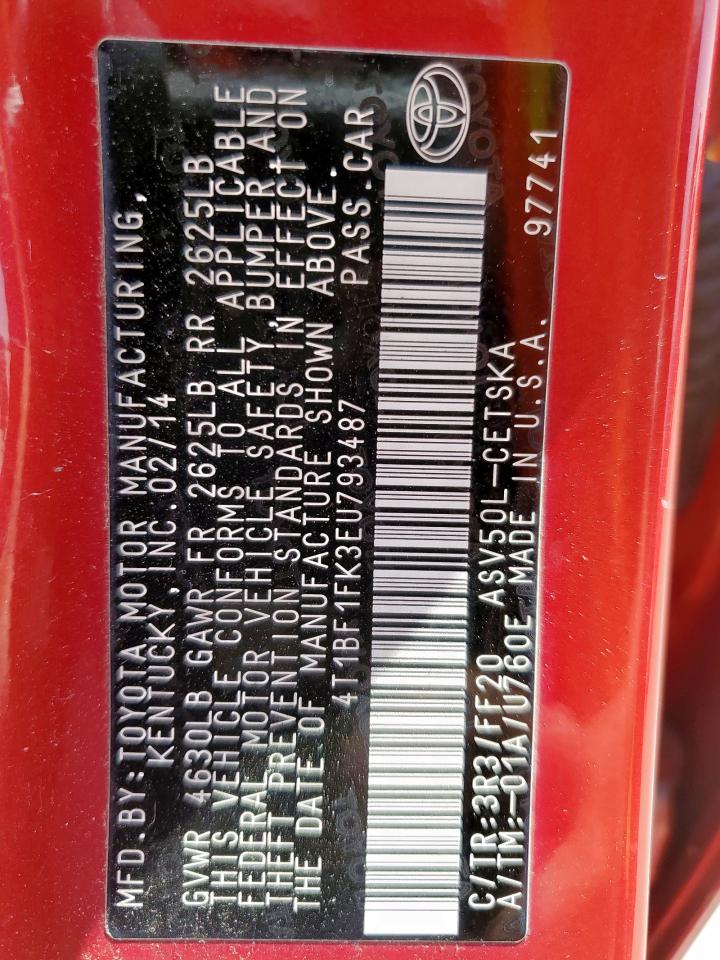 MFD.BY:TOYOTA MOTOR MANUFACTURING,
KENTUCKY,INC.02/14
GVWR 4630LB GAWR FR 2625LB RR 2625LB
THIS VEHICLE CONFORMS TO ALL APPLICABLE
FEDERAL MOTOR VEHICLE SAFETY, BUMPER AND
THEFT PREVENTION STANDARDS IN EFFECT ON
THE DATE OF MANUFACTURE SHOWN ABOVE.
4T1BF1FK3EU793487 PASS.CAR
C/TR:3R3/FF20 ASV50L-CETSKA
A/TM:-01A/U760E MADE IN U.S.A. 97741